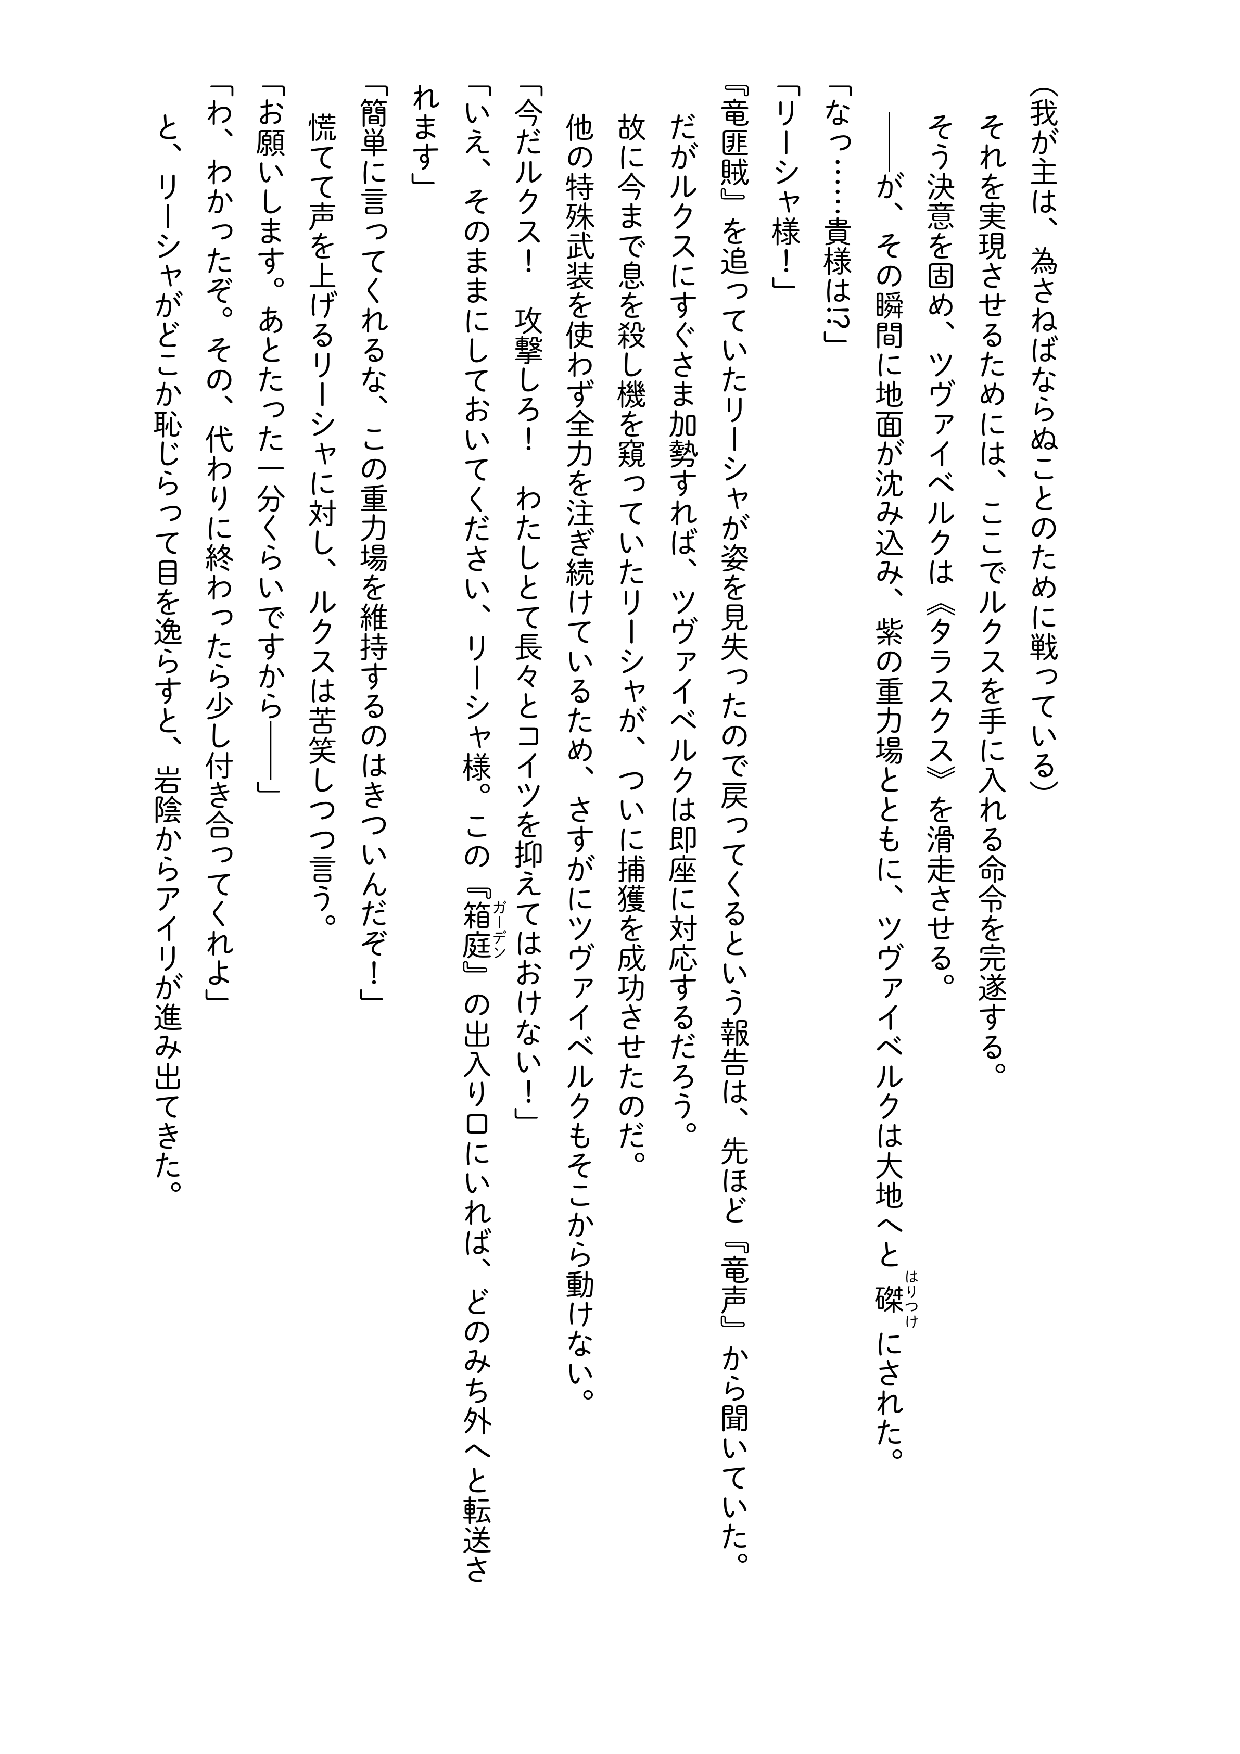 (我が主は、為さねばならぬことのために戦っている)
それを実現させるためには、ここでルクスを手に入れる命令を完遂する。
そう決意を固め、ツヴァイベルクは《タラスクス》を滑走させる。
――が、その瞬間に地面が沈み込み、紫の重力場とともに、ツヴァイベルクは大地へと磔にされた。
はりつけ
「なっ……貴様は!?」
「リーシャ様!」
『竜匪賊』を追っていたリーシャが姿を見失ったので戻ってくるという報告は、先ほど『竜声』から聞いていた。
だがルクスにすぐさま加勢すれば、ツヴァイベルクは即座に対応するだろう。
故に今まで息を殺し機を窺っていたリーシャが、ついに捕獲を成功させたのだ。
他の特殊武装を使わず全力を注ぎ続けているため、さすがにツヴァイベルクもそこから動けない。
「今だルクス! 攻撃しろ! わたしとて長々とコイツを抑えてはおけない!」
「いえ、そのままにしておいてください、リーシャ様。この『箱庭』の出入り口にいれば、どのみち外へと転送さ
ガーデン
れます」
「簡単に言ってくれるな、この重力場を維持するのはきついんだぞ!」
慌てて声を上げるリーシャに対し、ルクスは苦笑しつつ言う。
「お願いします。あとたった一分くらいですから――」
「わ、わかったぞ。その、代わりに終わったら少し付き合ってくれよ」
と、リーシャがどこか恥じらって目を逸らすと、岩陰からアイリが進み出てきた。